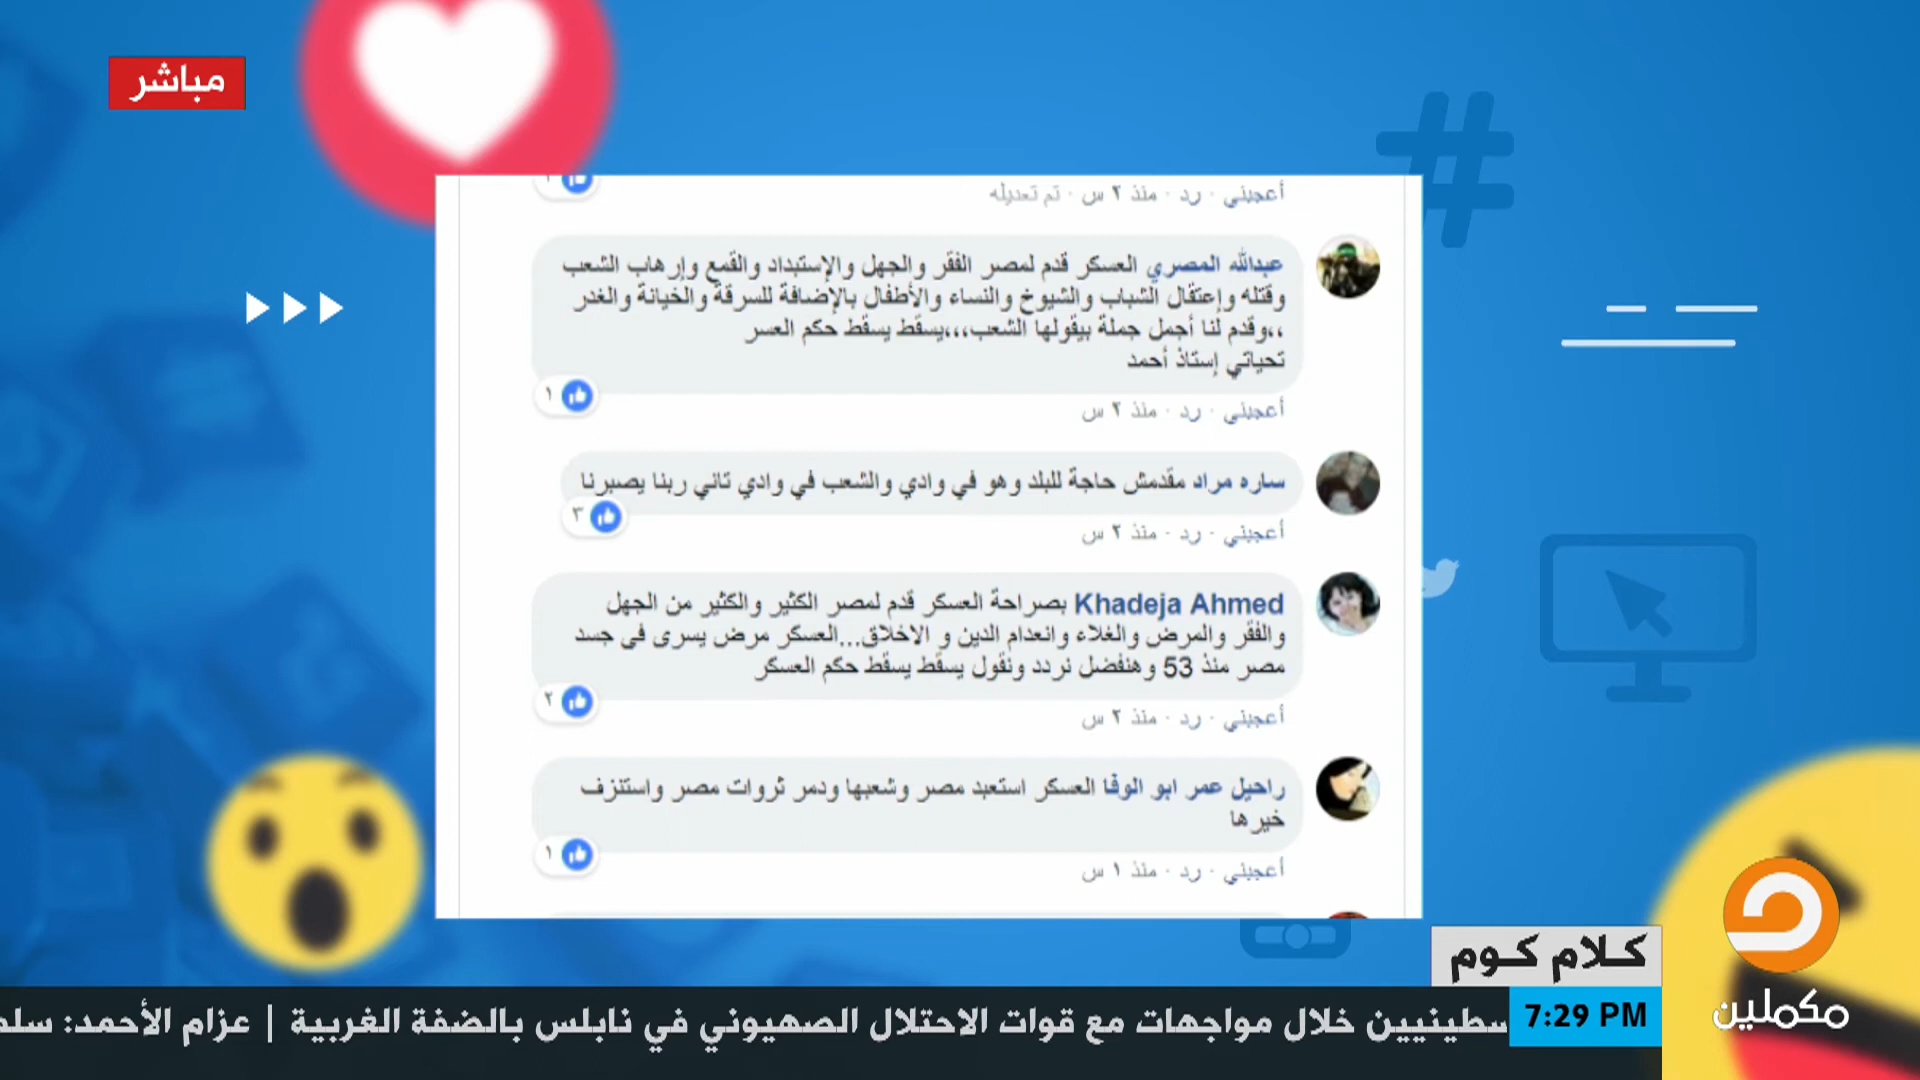 مباشر
١
أعجبني · رد · منذ ٢ س · تم تعديله
عبدالله المصري العسكر قدم لمصر الفقر والجهل والإستبداد والقمع وإرهاب الشعب
وقتله وإعتقال الشباب والشيوخ والنساء والأطفال بالإضافة للسرقة والخيانة والغدر
،،وقدم لنا أجمل جملة بيقولها الشعب،،،يسقط يسقط حكم العسر
تحياتي إستاذ أحمد
١
أعجبني · رد · منذ ٢ س
ساره مراد مقدمش حاجة للبلد وهو في وادي والشعب في وادي تاني ربنا يصبرنا
٣
أعجبني · رد · منذ ٢ س
Khadeja Ahmed بصراحة العسكر قدم لمصر الكثير والكثير من الجهل
والفقر والمرض والغلاء وانعدام الدين و الاخلاق...العسكر مرض يسرى فى جسد
مصر منذ 53 وهنفضل نردد ونقول يسقط يسقط حكم العسكر
٢
أعجبني · رد · منذ ٢ س
راحيل عمر ابو الوفا العسكر استعبد مصر وشعبها ودمر ثروات مصر واستنزف
خيرها
١
أعجبني · رد · منذ ١ س
كلام كوم
7:29 PM
سطينيين خلال مواجهات مع قوات الاحتلال الصهيوني في نابلس بالضفة الغربية | عزام الأحمد: سلم
مكملين